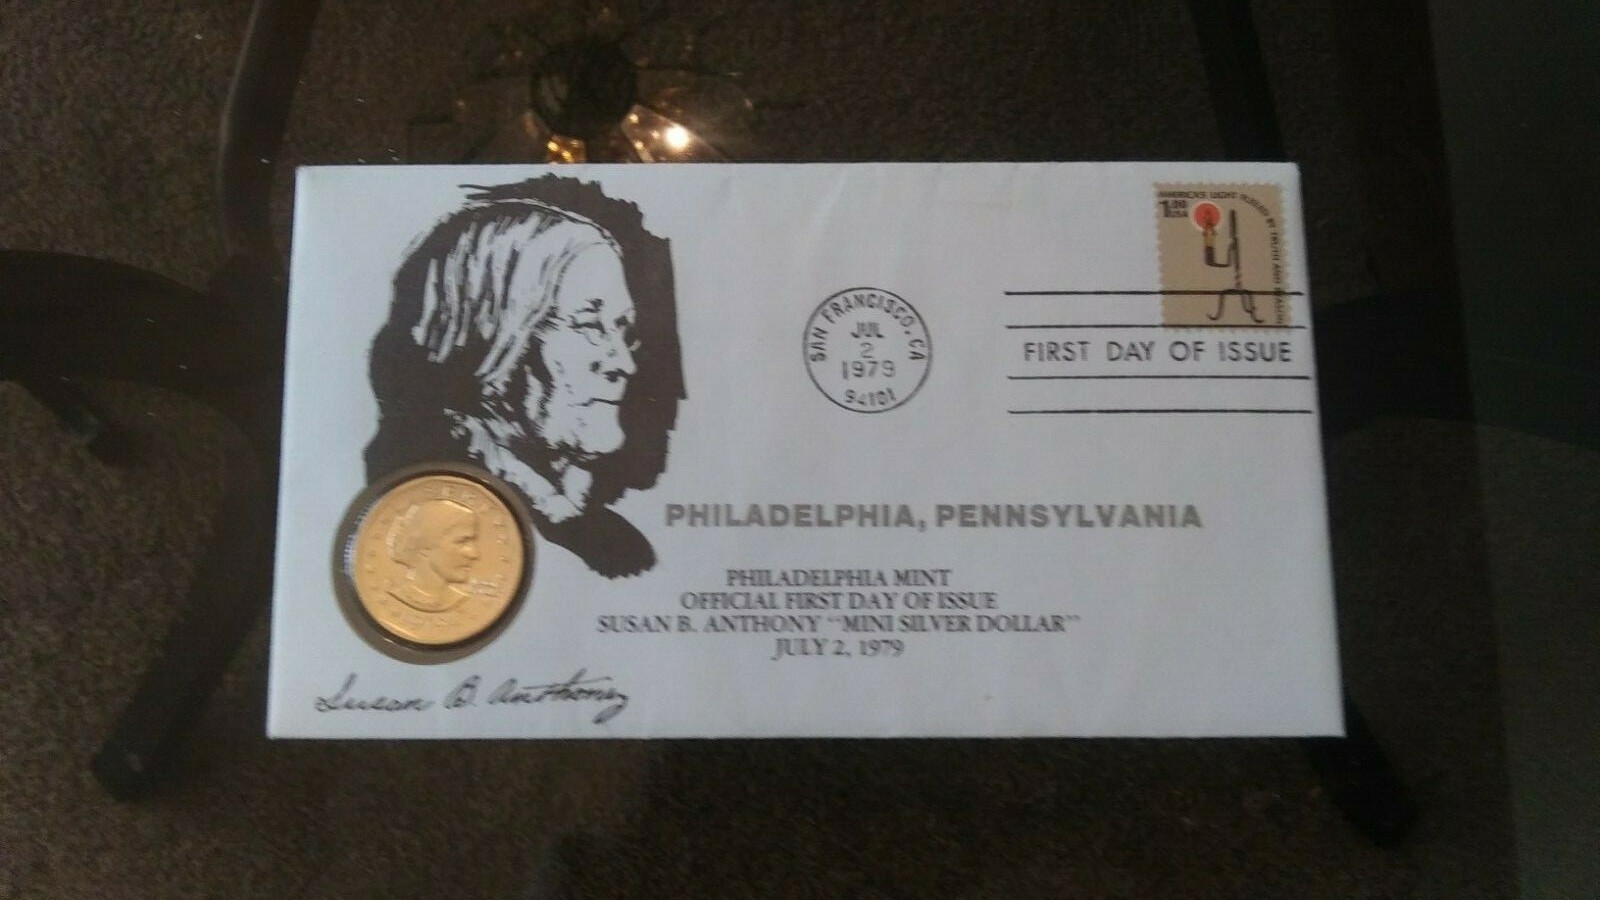 AMERICA'S LIGHT FUELED BY TRUTH AND REASON
1.00
USA
SAN FRANCISCO, CA
JUL
2
1979
94101
FIRST DAY OF ISSUE
PHILADELPHIA, PENNSYLVANIA
PHILADELPHIA MINT
OFFICIAL FIRST DAY OF ISSUE
SUSAN B. ANTHONY "MINI SILVER DOLLAR"
JULY 2, 1979
Susan B. Anthony